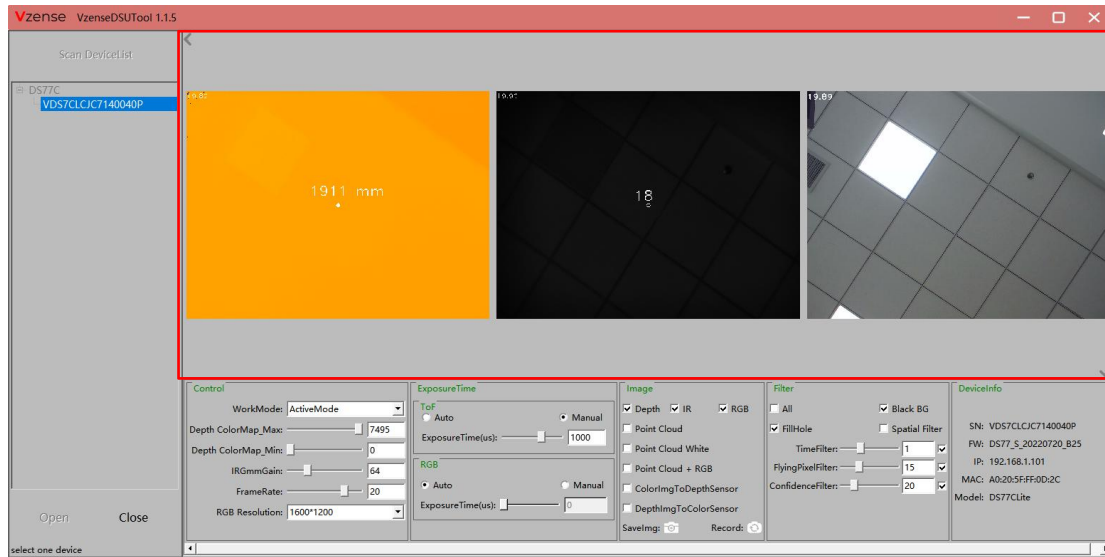 Vzense VzenseDSUTool 1.1.5
Scan DeviceList
DS77C
VDS7CLCJC7140040P
1911 mm
18
19.89
Control
WorkMode: ActiveMode
Depth ColorMap_Max: 7495
Depth ColorMap_Min: 0
IRGmmGain: 64
FrameRate: 20
RGB Resolution: 1600*1200
ExposureTime
ToF
Auto Manual
ExposureTime(us): 1000
RGB
Auto Manual
ExposureTime(us): 0
Image
Depth IR RGB
Point Cloud
Point Cloud White
Point Cloud + RGB
ColorImgToDepthSensor
DepthImgToColorSensor
SaveImg: Record:
Filter
All Black BG
FillHole Spatial Filter
TimeFilter: 1
FlyingPixelFilter: 15
ConfidenceFilter: 20
DeviceInfo
SN: VDS7CLCJC7140040P
FW: DS77_S_20220720_B25
IP: 192.168.1.101
MAC: A0:20:5F:FF:0D:2C
Model: DS77CLite
Open Close
select one device